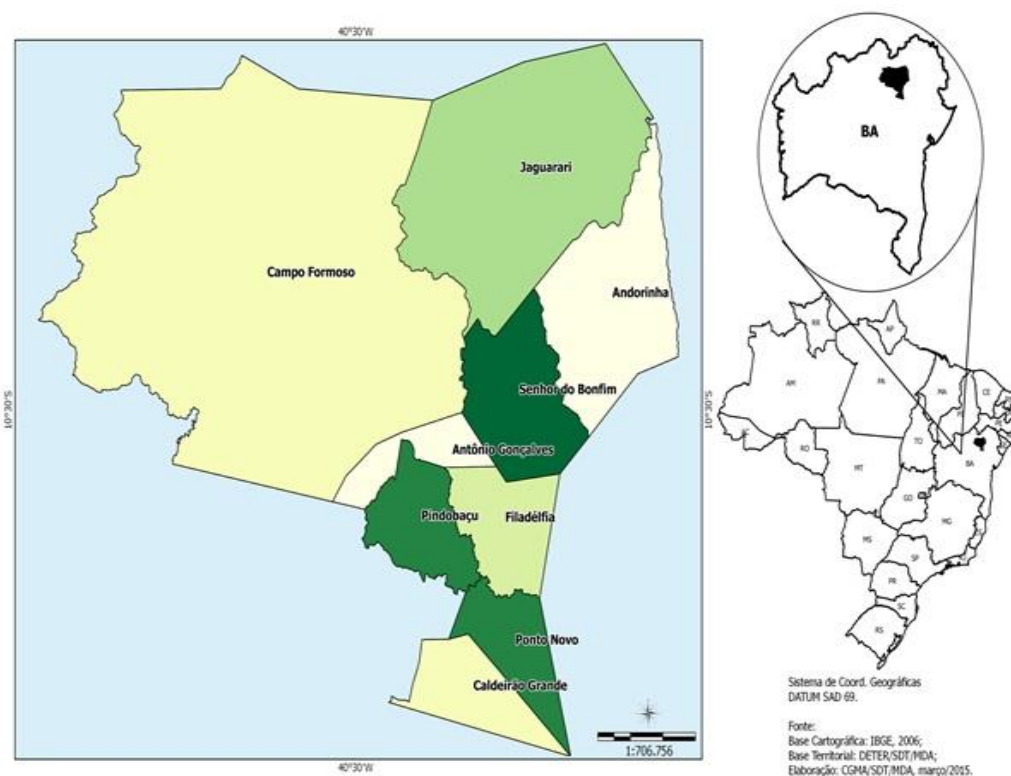 40°30'W
Jaguarari
Campo Formoso
Andorinha
Senhor do Bonfim
Antônio Gonçalves
Pindobaçu
Filadélfia
Ponto Novo
Caldeirão Grande
10°30'S
10°30'S
40°30'W
1:706.756
BA
RR
AP
AM
PA
MA
CE
TO
BA
RO
MT
GO
MG
MS
SP
PR
SC
RS
Sistema de Coord. Geográficas
DATUM SAD 69.
Fonte:
Base Cartográfica: IBGE, 2006;
Base Territorial: DETER/SDT/MDA;
Elaboração: CGMA/SDT/MDA, março/2015.